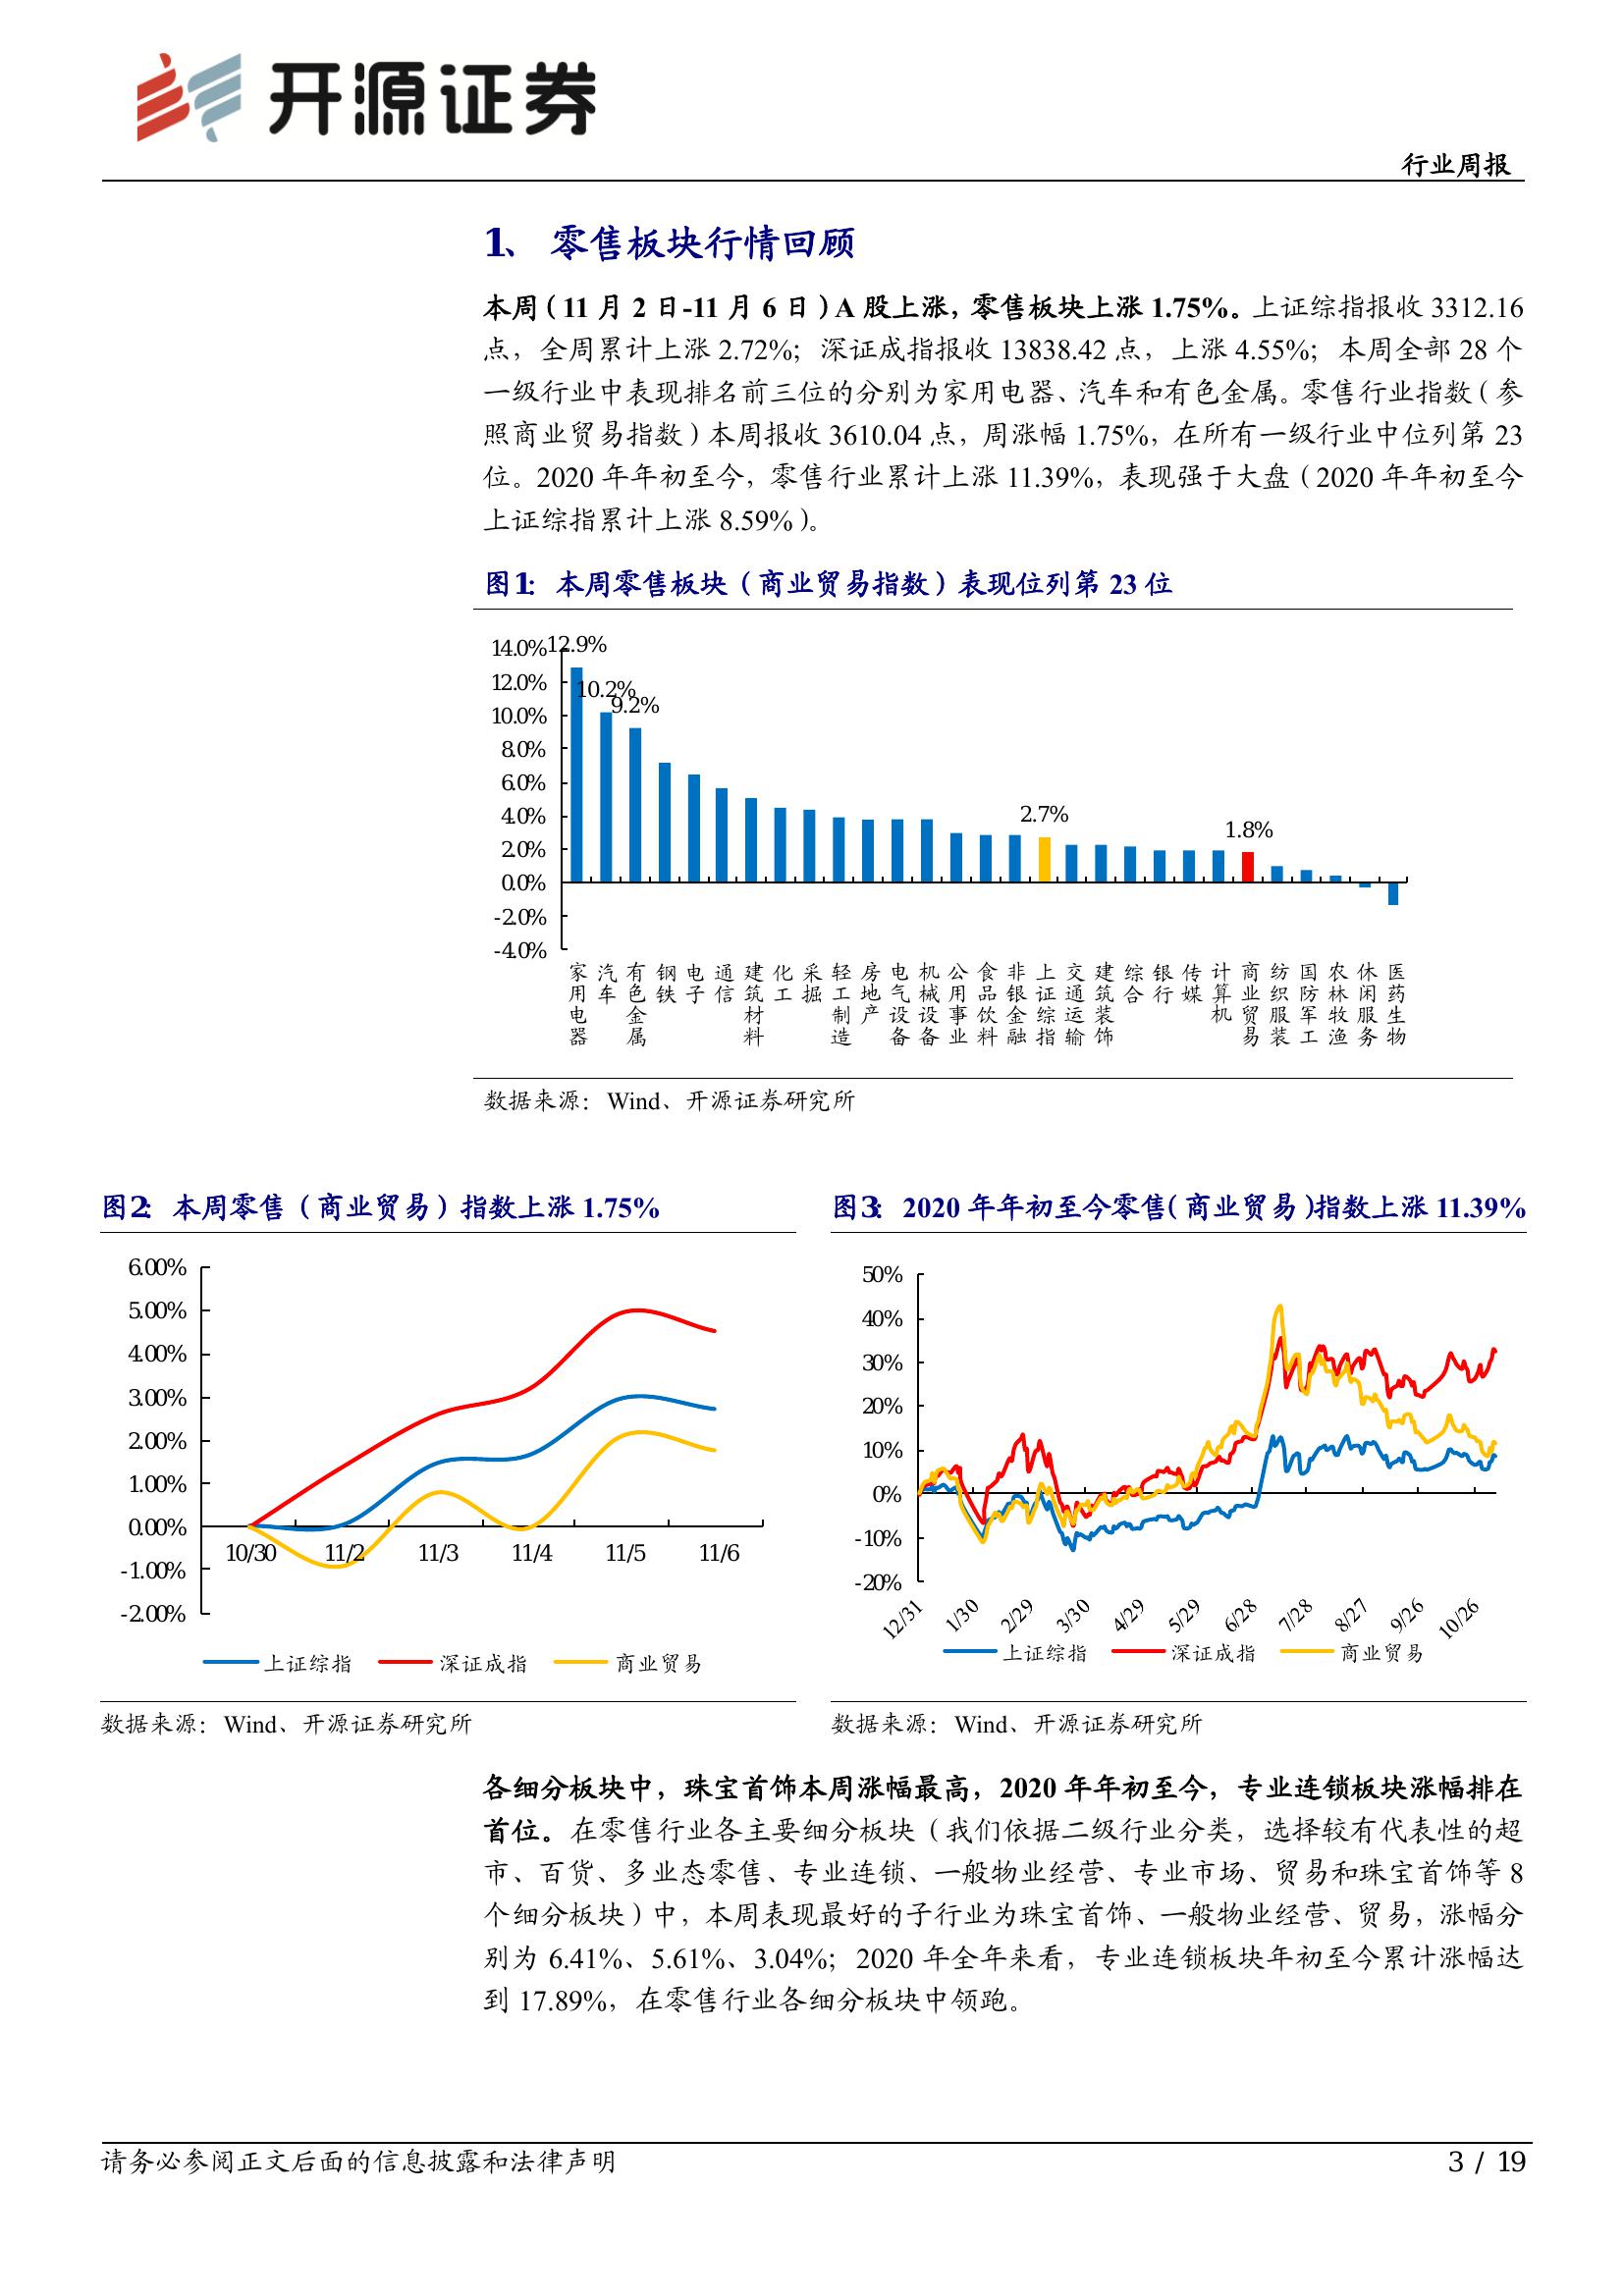 开源证券
行业周报
1、 零售板块行情回顾
本周（11 月 2 日-11 月 6 日）A 股上涨，零售板块上涨 1.75%。上证综指报收 3312.16
点，全周累计上涨 2.72%；深证成指报收 13838.42 点，上涨 4.55%；本周全部 28 个
一级行业中表现排名前三位的分别为家用电器、汽车和有色金属。零售行业指数（参
照商业贸易指数）本周报收 3610.04 点，周涨幅 1.75%，在所有一级行业中位列第 23
位。2020 年年初至今，零售行业累计上涨 11.39%，表现强于大盘（2020 年年初至今
上证综指累计上涨 8.59%）。
图1： 本周零售板块（商业贸易指数）表现位列第 23 位
14.0%
12.0%
10.0%
8.0%
6.0%
4.0%
2.0%
0.0%
-2.0%
-4.0%
12.9%
10.2%
9.2%
2.7%
1.8%
家用电器
汽车
有色金属
钢铁
电子
通信
建筑材料
化工
采掘
轻工制造
房地产
电气设备
机械设备
公用事业
食品饮料
非银金融
上证综指
交通运输
建筑装饰
综合
银行
传媒
计算机
商业贸易
纺织服装
国防军工
农林牧渔
休闲服务
医药生物
数据来源：Wind、开源证券研究所
图2： 本周零售（商业贸易）指数上涨 1.75%
6.00%
5.00%
4.00%
3.00%
2.00%
1.00%
0.00%
-1.00%
-2.00%
10/30 11/2 11/3 11/4 11/5 11/6
上证综指 深证成指 商业贸易
数据来源：Wind、开源证券研究所
图3： 2020 年年初至今零售（商业贸易）指数上涨 11.39%
50%
40%
30%
20%
10%
0%
-10%
-20%
12/31 1/30 2/29 3/30 4/29 5/29 6/28 7/28 8/27 9/26 10/26
上证综指 深证成指 商业贸易
数据来源：Wind、开源证券研究所
各细分板块中，珠宝首饰本周涨幅最高，2020 年年初至今，专业连锁板块涨幅排在
首位。在零售行业各主要细分板块（我们依据二级行业分类，选择较有代表性的超
市、百货、多业态零售、专业连锁、一般物业经营、专业市场、贸易和珠宝首饰等 8
个细分板块）中，本周表现最好的子行业为珠宝首饰、一般物业经营、贸易，涨幅分
别为 6.41%、5.61%、3.04%；2020 年全年来看，专业连锁板块年初至今累计涨幅达
到 17.89%，在零售行业各细分板块中领跑。
请务必参阅正文后面的信息披露和法律声明
3 / 19